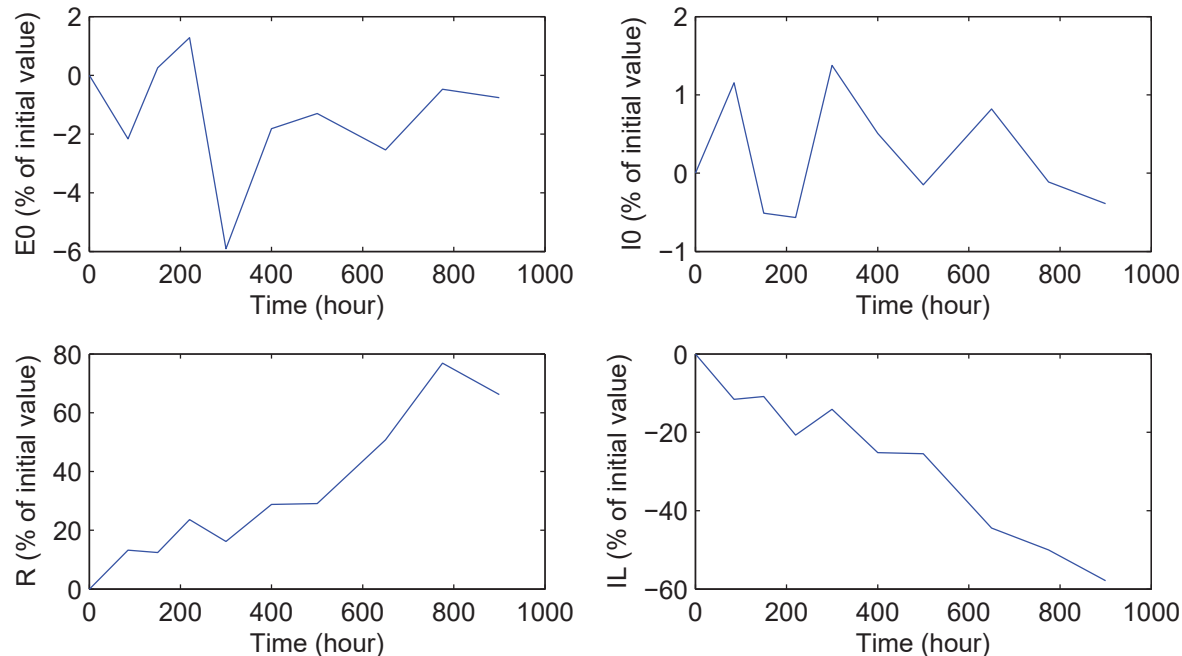 E0 (% of initial value)
2
0
−2
−4
−6
0 200 400 600 800 1000
Time (hour)
I0 (% of initial value)
2
1
0
−1
0 200 400 600 800 1000
Time (hour)
R (% of initial value)
80
60
40
20
0
0 200 400 600 800 1000
Time (hour)
IL (% of initial value)
0
−20
−40
−60
0 200 400 600 800 1000
Time (hour)